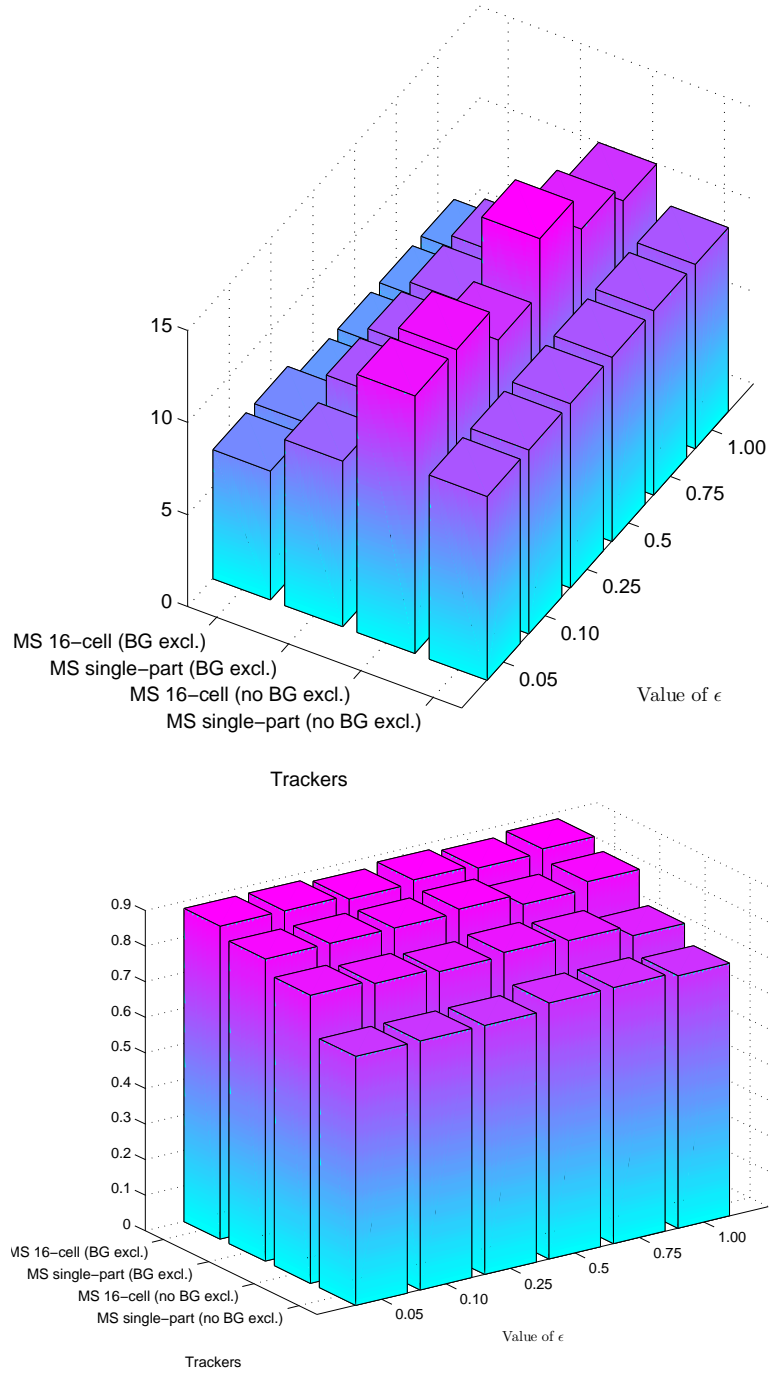 15
10
5
0
1.00
0.75
0.5
0.25
0.10
0.05
MS 16−cell (BG excl.)
MS single−part (BG excl.)
MS 16−cell (no BG excl.)
MS single−part (no BG excl.)
Value of ϵ
Trackers
0.9
0.8
0.7
0.6
0.5
0.4
0.3
0.2
0.1
0
MS 16−cell (BG excl.)
MS single−part (BG excl.)
MS 16−cell (no BG excl.)
MS single−part (no BG excl.)
1.00
0.75
0.5
0.25
0.10
0.05
Value of ϵ
Trackers